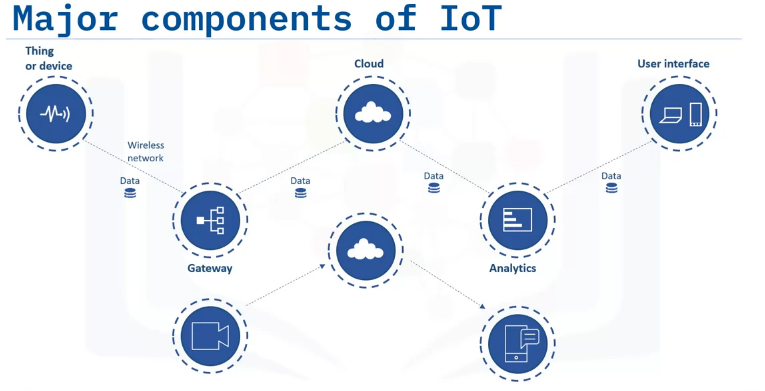 Major components of IoT
Thing
or device
Cloud
User interface
Wireless
network
Data
Data
Data
Data
Gateway
Analytics